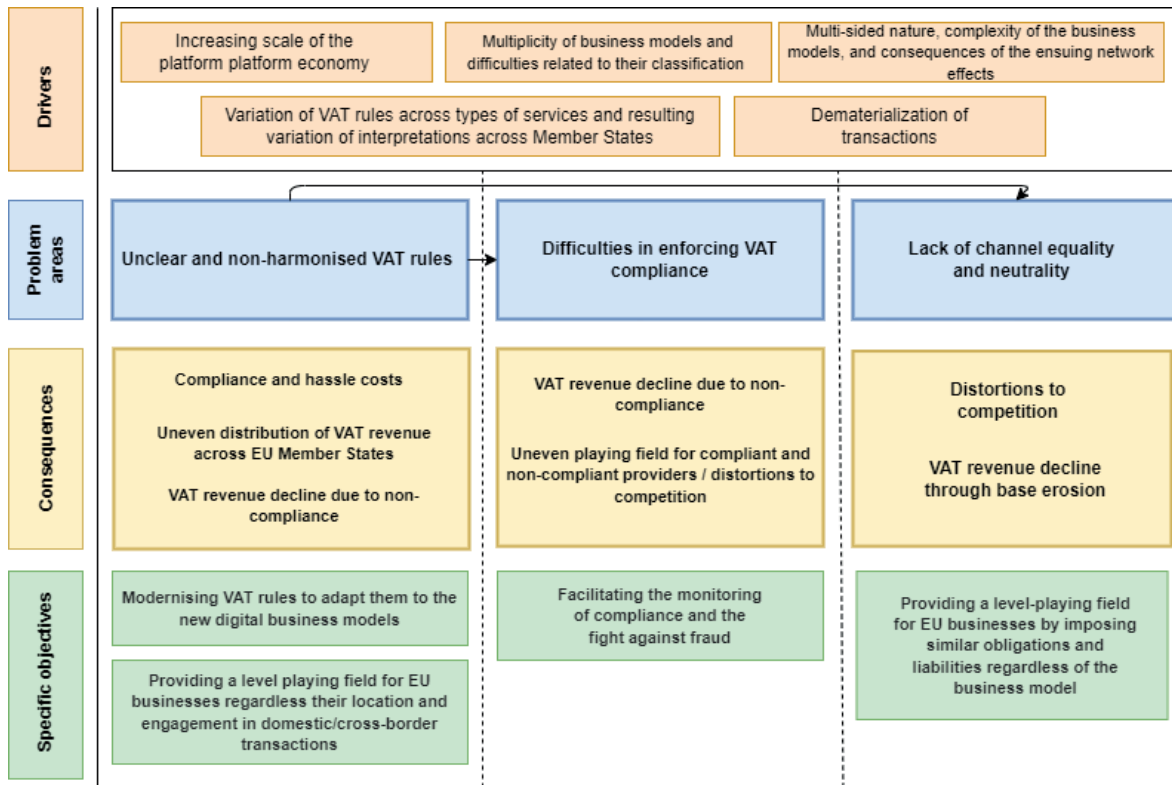 Drivers
Increasing scale of the
platform platform economy
Multiplicity of business models and
difficulties related to their classification
Multi-sided nature, complexity of the business
models, and consequences of the ensuing network
effects
Variation of VAT rules across types of services and resulting
variation of interpretations across Member States
Dematerialization of
transactions
Problem
areas
Unclear and non-harmonised VAT rules
Difficulties in enforcing VAT
compliance
Lack of channel equality
and neutrality
Consequences
Compliance and hassle costs
Uneven distribution of VAT revenue
across EU Member States
VAT revenue decline due to non-
compliance
VAT revenue decline due to non-
compliance
Uneven playing field for compliant and
non-compliant providers / distortions to
competition
Distortions to
competition
VAT revenue decline
through base erosion
Specific objectives
Modernising VAT rules to adapt them to the
new digital business models
Providing a level playing field for EU
businesses regardless their location and
engagement in domestic/cross-border
transactions
Facilitating the monitoring
of compliance and the
fight against fraud
Providing a level-playing field
for EU businesses by imposing
similar obligations and
liabilities regardless of the
business model